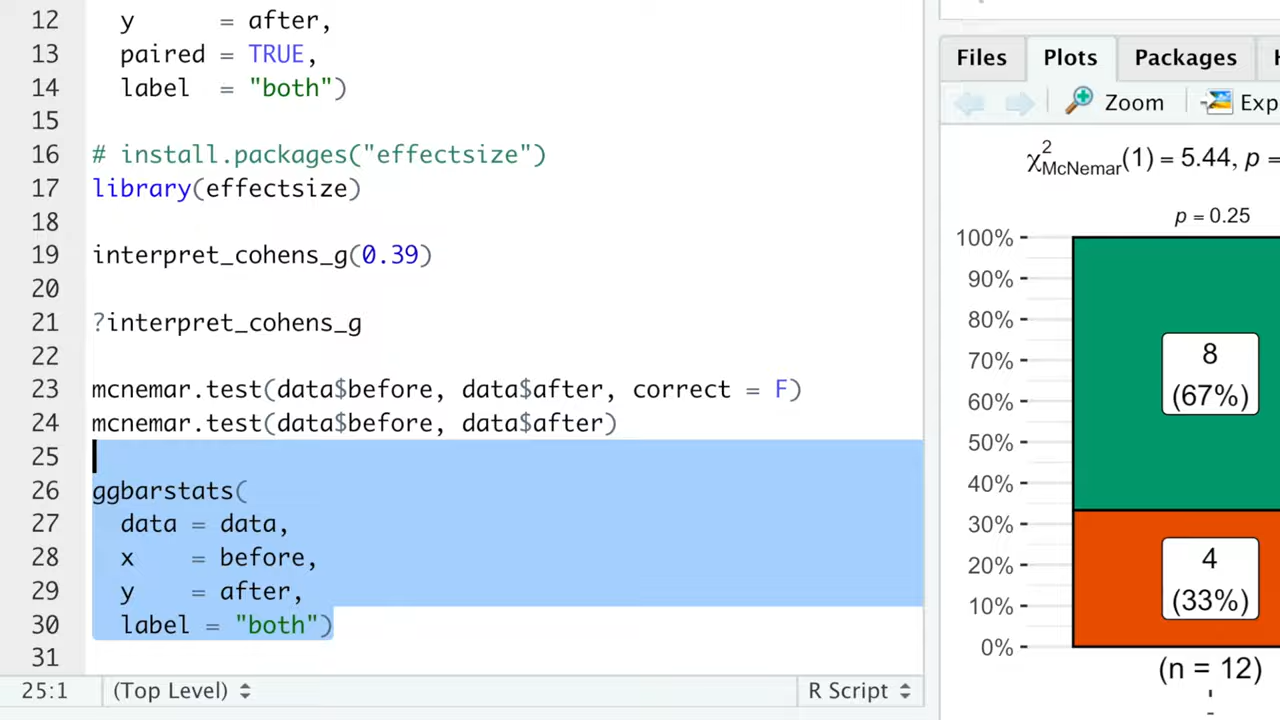 12 y = after,
13 paired = TRUE,
14 label = "both")
15
16 # install.packages("effectsize")
17 library(effectsize)
18
19 interpret_cohens_g(0.39)
20
21 ?interpret_cohens_g
22
23 mcnemar.test(data$before, data$after, correct = F)
24 mcnemar.test(data$before, data$after)
25
26 ggbarstats(
27 data = data,
28 x = before,
29 y = after,
30 label = "both")
31
25:1 (Top Level) R Script
Files Plots Packages
Zoom Exp
χ²McNemar(1) = 5.44, p =
p = 0.25
100%
90%
80%
70%
60%
50%
40%
30%
20%
10%
0%
8
(67%)
4
(33%)
(n = 12)